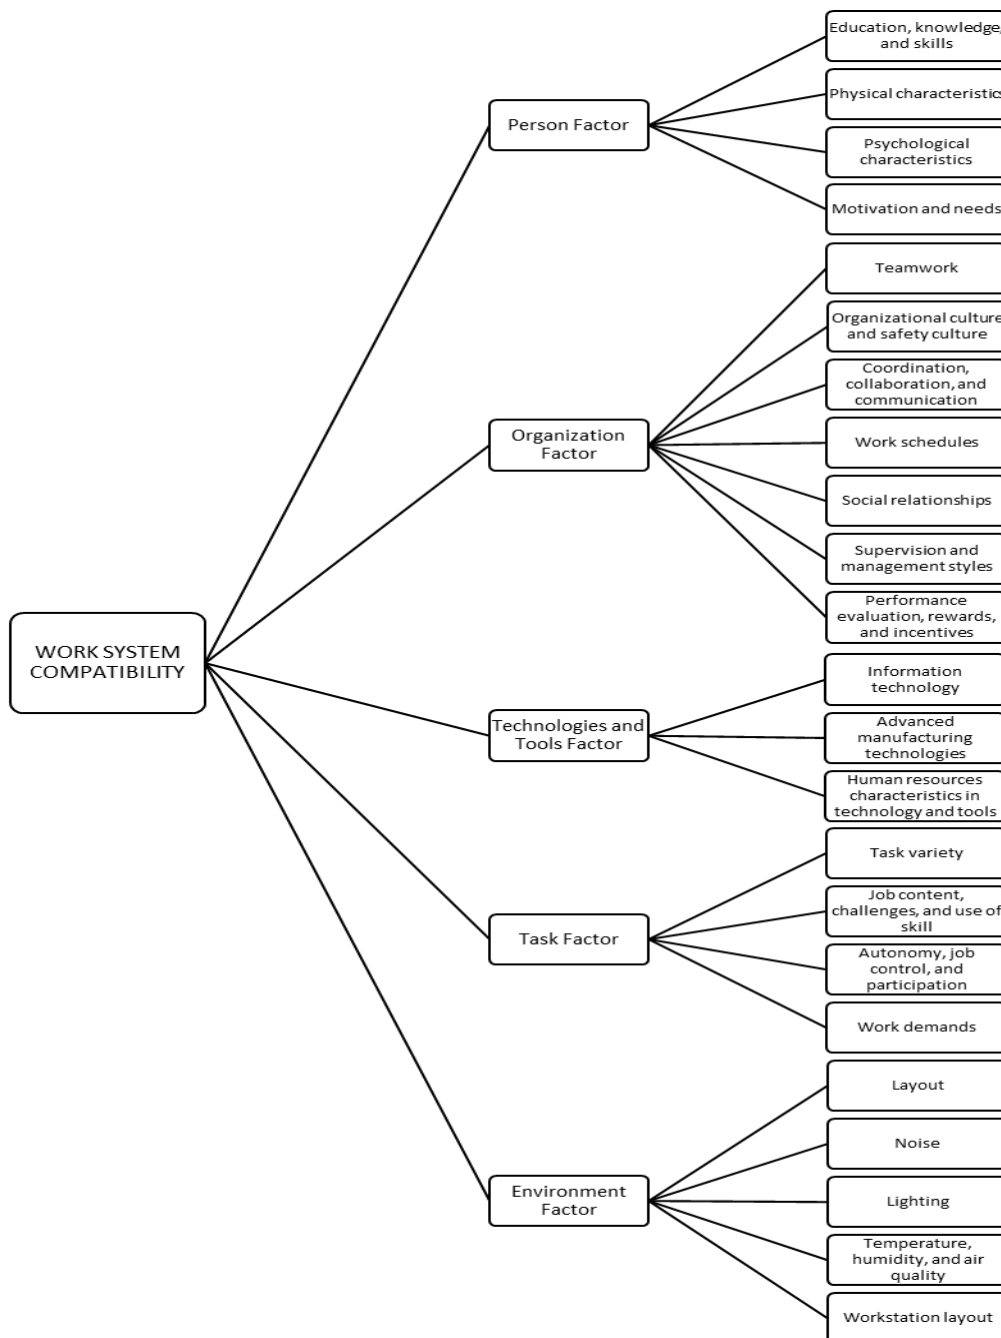 WORK SYSTEM
COMPATIBILITY
Person Factor
Education, knowledge,
and skills
Physical characteristics
Psychological
characteristics
Motivation and needs
Organization
Factor
Teamwork
Organizational culture
and safety culture
Coordination,
collaboration, and
communication
Work schedules
Social relationships
Supervision and
management styles
Performance
evaluation, rewards,
and incentives
Technologies and
Tools Factor
Information
technology
Advanced
manufacturing
technologies
Human resources
characteristics in
technology and tools
Task Factor
Task variety
Job content,
challenges, and use of
skill
Autonomy, job
control, and
participation
Work demands
Environment
Factor
Layout
Noise
Lighting
Temperature,
humidity, and air
quality
Workstation layout